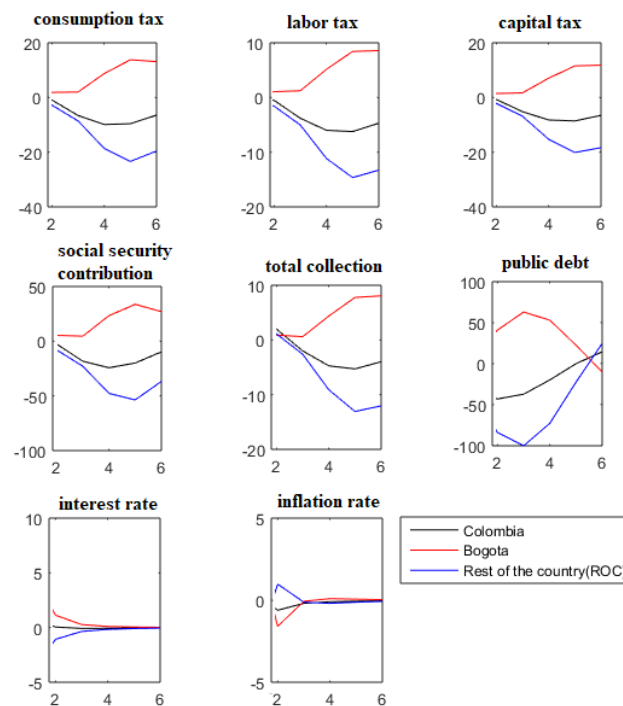 consumption tax
labor tax
capital tax
20
0
-20
-40
2 4 6
10
0
-10
-20
2 4 6
20
0
-20
-40
2 4 6
social security
contribution
total collection
public debt
50
0
-50
-100
2 4 6
10
0
-10
-20
2 4 6
100
50
0
-50
-100
2 4 6
interest rate
inflation rate
10
5
0
-5
2 4 6
5
0
-5
2 4 6
Colombia
Bogota
Rest of the country(ROC)